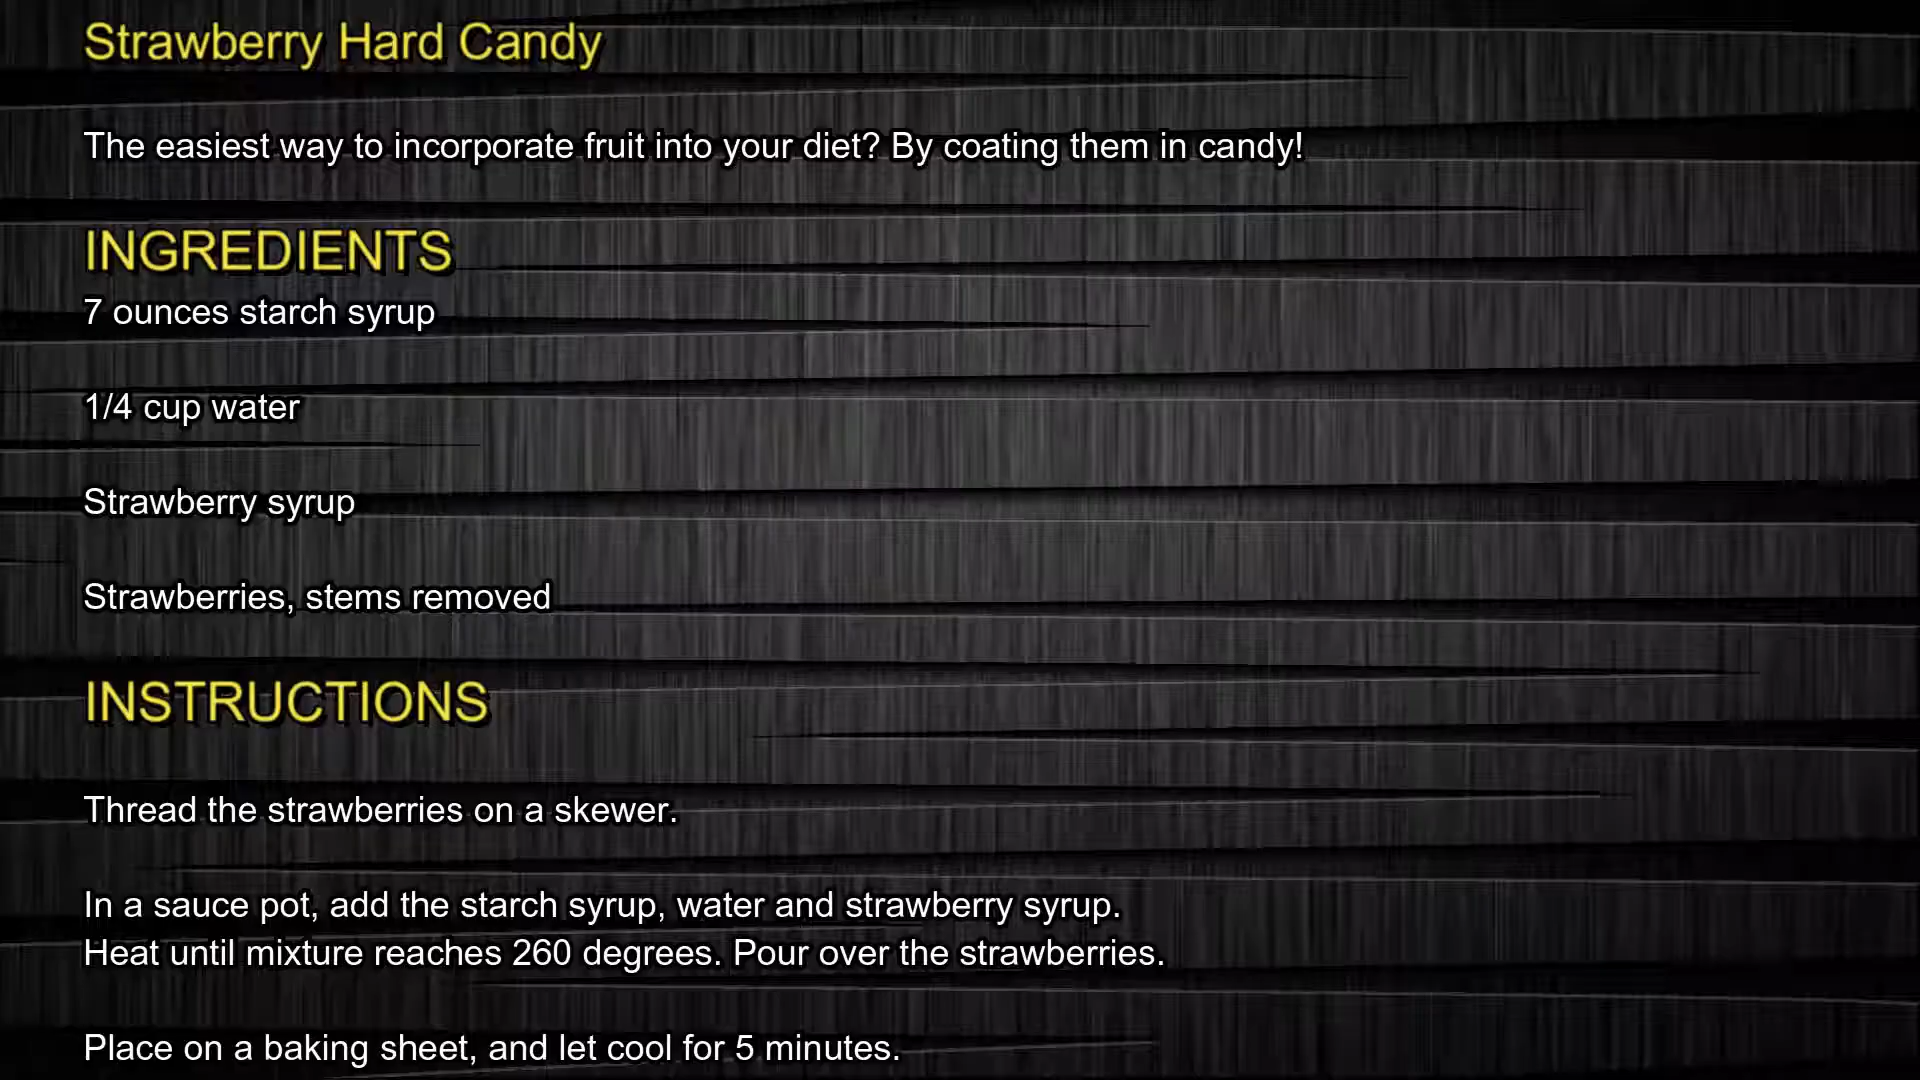 Strawberry Hard Candy
The easiest way to incorporate fruit into your diet? By coating them in candy!
INGREDIENTS
7 ounces starch syrup
1/4 cup water
Strawberry syrup
Strawberries, stems removed
INSTRUCTIONS
Thread the strawberries on a skewer.
In a sauce pot, add the starch syrup, water and strawberry syrup.
Heat until mixture reaches 260 degrees. Pour over the strawberries.
Place on a baking sheet, and let cool for 5 minutes.